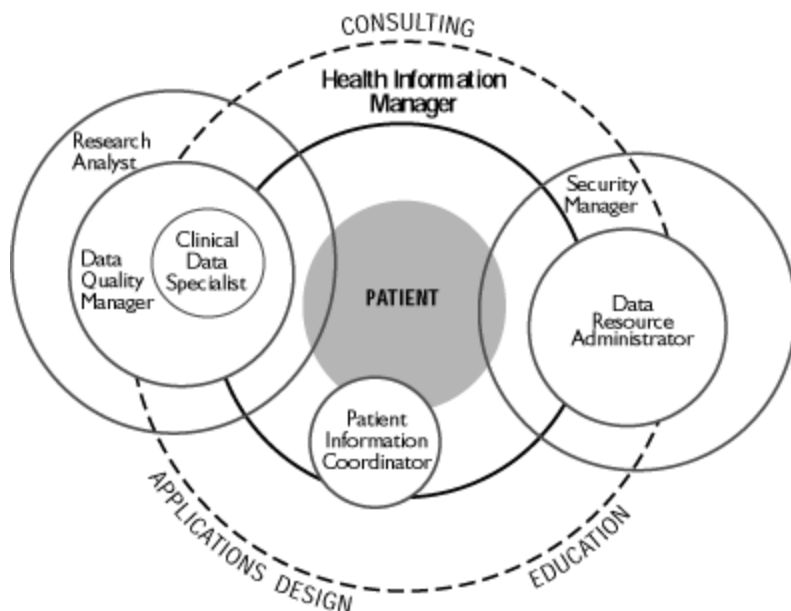 CONSULTING
Health Information
Manager
Research
Analyst
Security
Manager
Clinical
Data
Specialist
Data
Quality
Manager
PATIENT
Data
Resource
Administrator
Patient
Information
Coordinator
APPLICATIONS DESIGN
EDUCATION